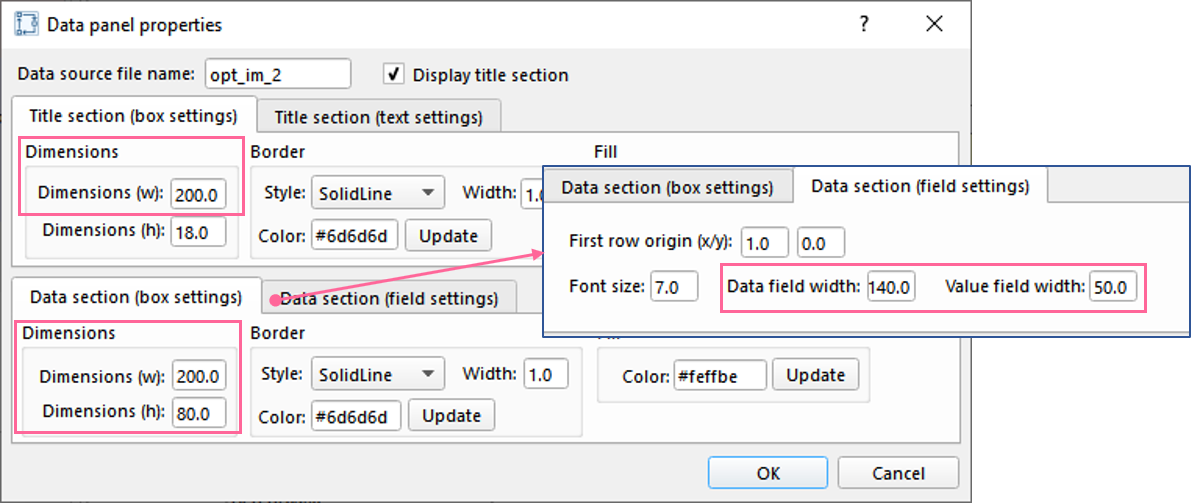 Data panel properties ?
Data source file name: opt_im_2 Display title section
Title section (box settings) Title section (text settings)
Dimensions Border Fill
Dimensions (w): 200.0 Style: SolidLine Width: 1.0
Dimensions (h): 18.0 Color: #6d6d6d Update
Data section (box settings) Data section (field settings)
First row origin (x/y): 1.0 0.0
Font size: 7.0 Data field width: 140.0 Value field width: 50.0
Data section (box settings) Data section (field settings)
Dimensions Border
Dimensions (w): 200.0 Style: SolidLine Width: 1.0 Color: #feffbe Update
Dimensions (h): 80.0 Color: #6d6d6d Update
OK Cancel